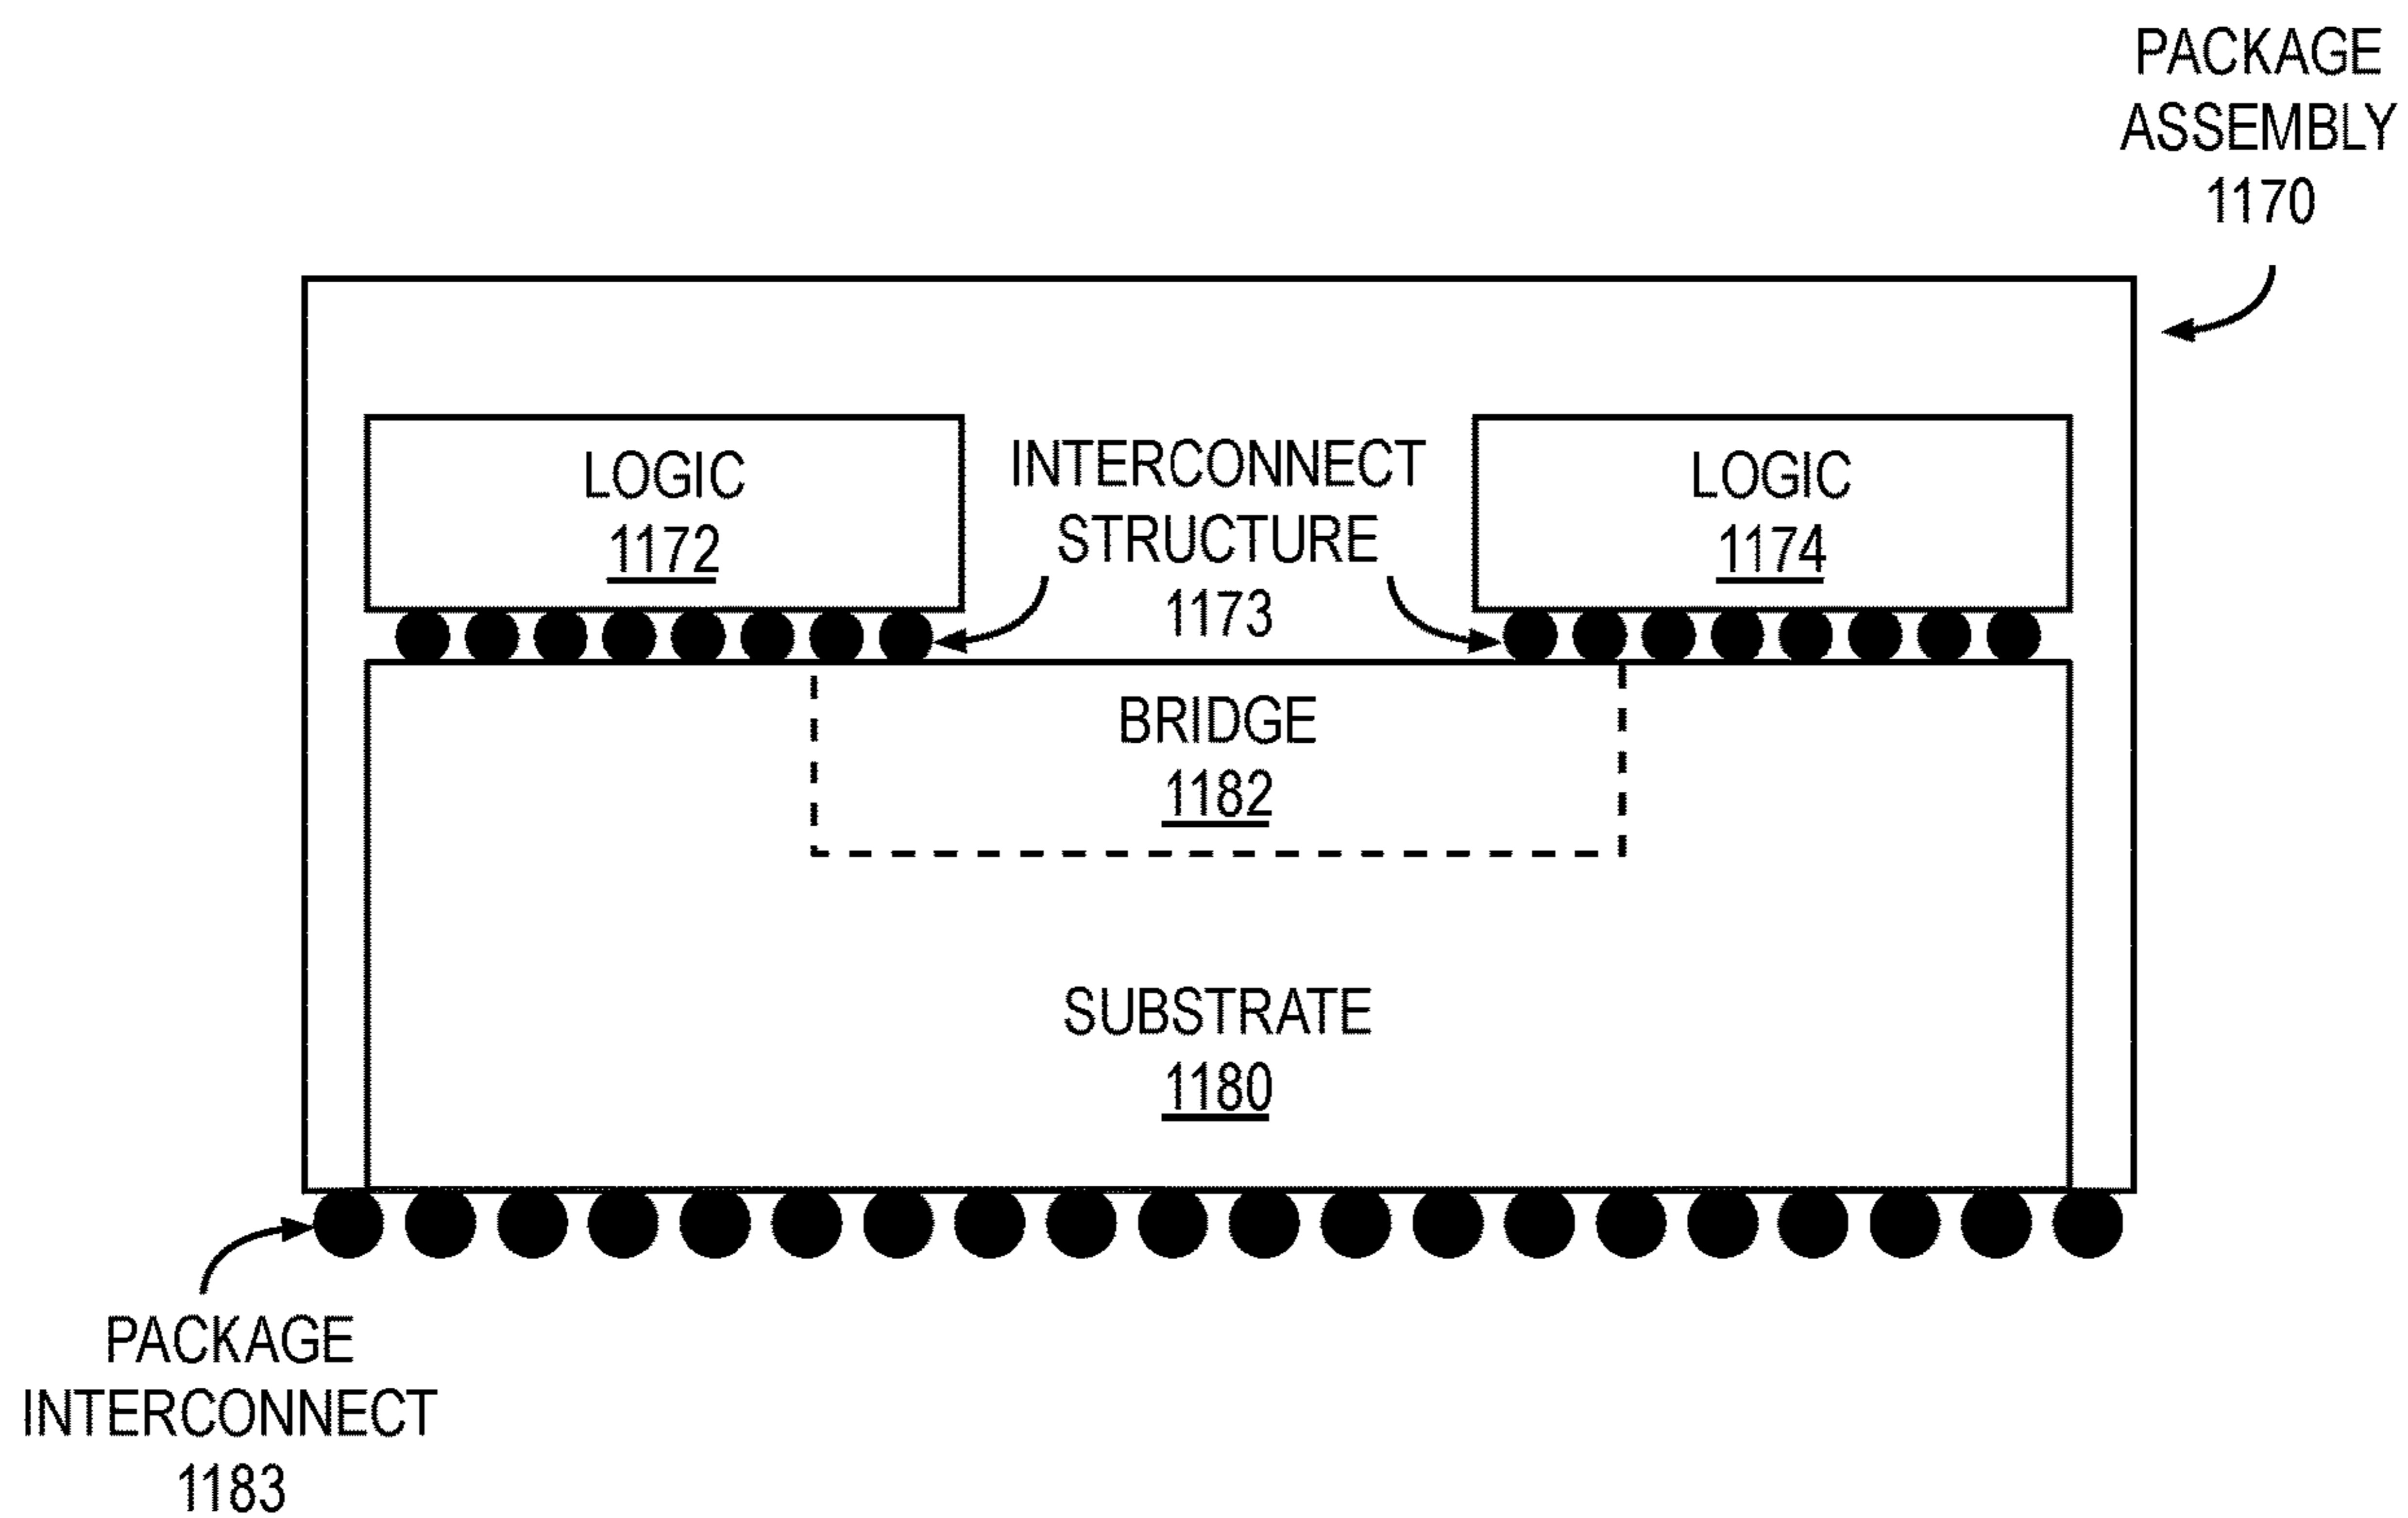 PACKAGE
ASSEMBLY
1170
LOGIC
1172
INTERCONNECT
STRUCTURE
1173
LOGIC
1174
BRIDGE
1182
SUBSTRATE
1180
PACKAGE
INTERCONNECT
1183